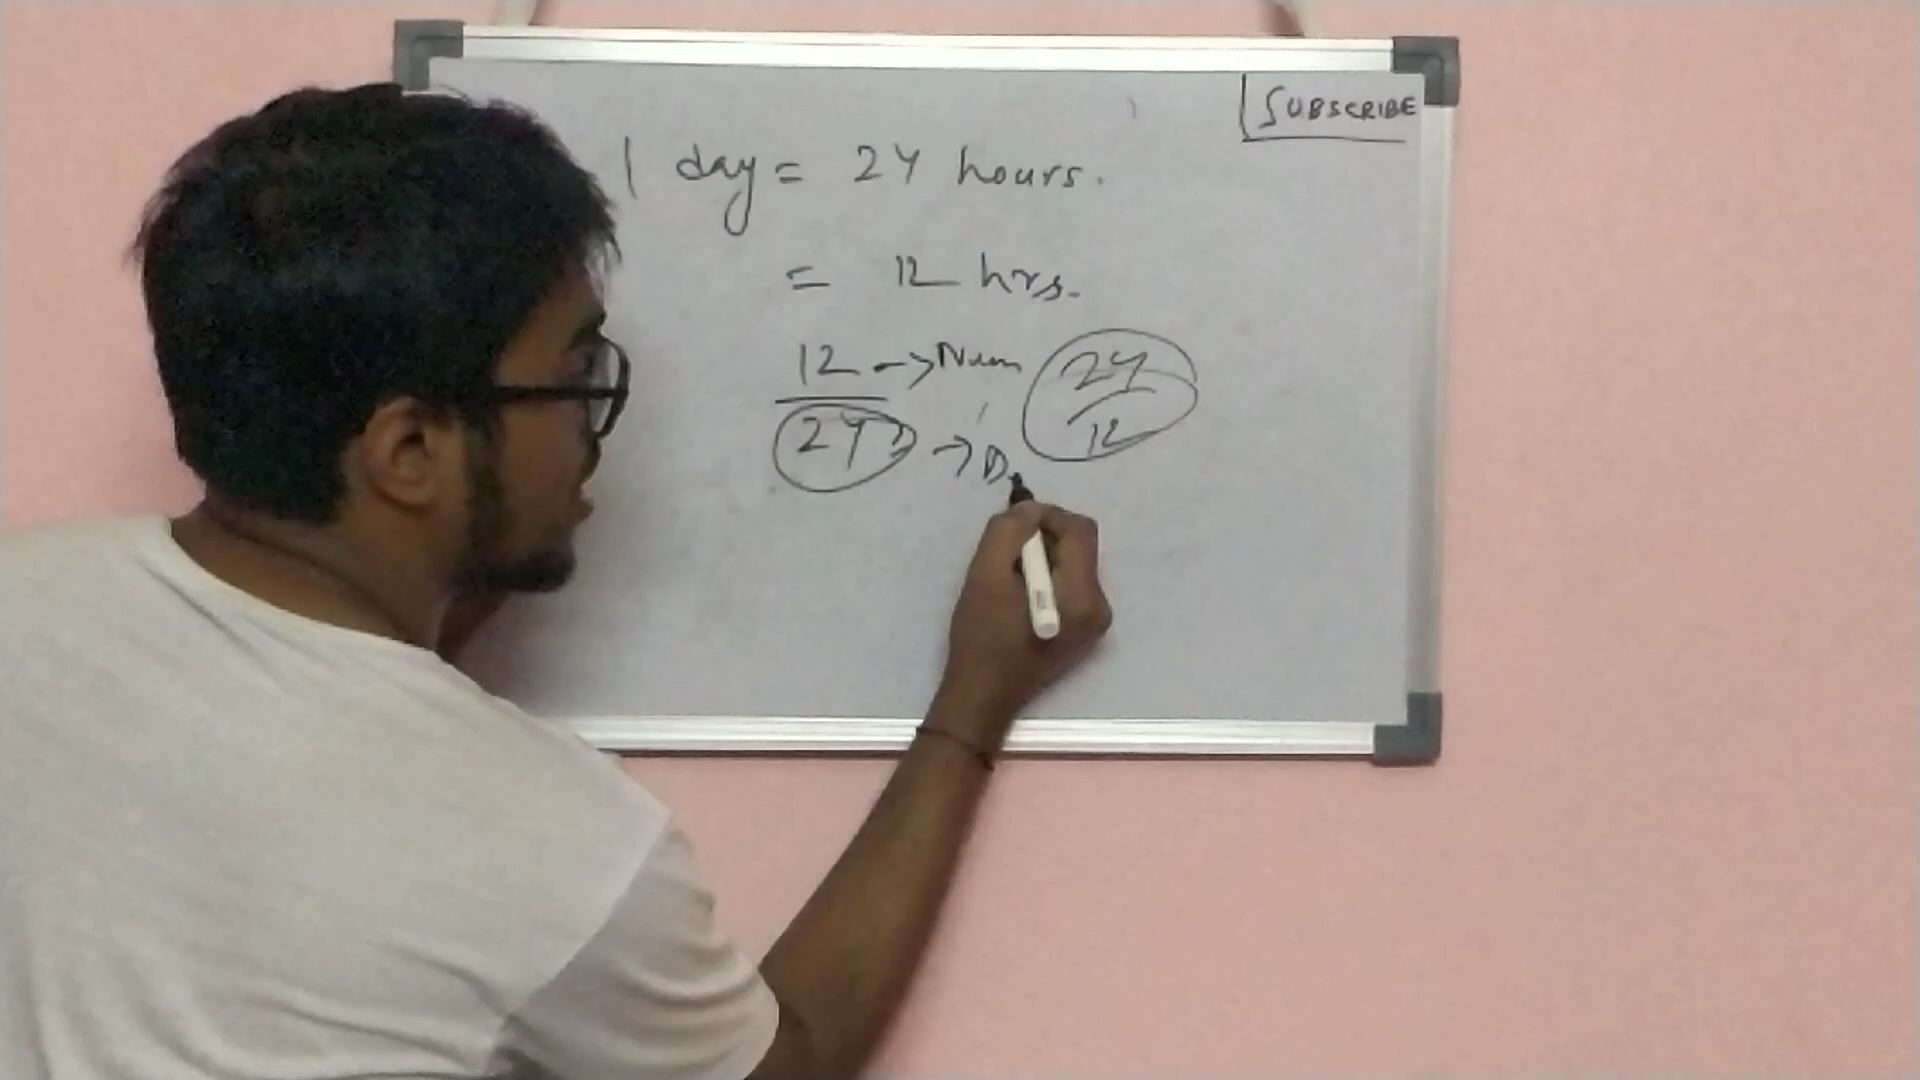 SUBSCRIBE
1 day = 24 hours.
= 12 hrs.
12 -> Num
24 -> D
24
12